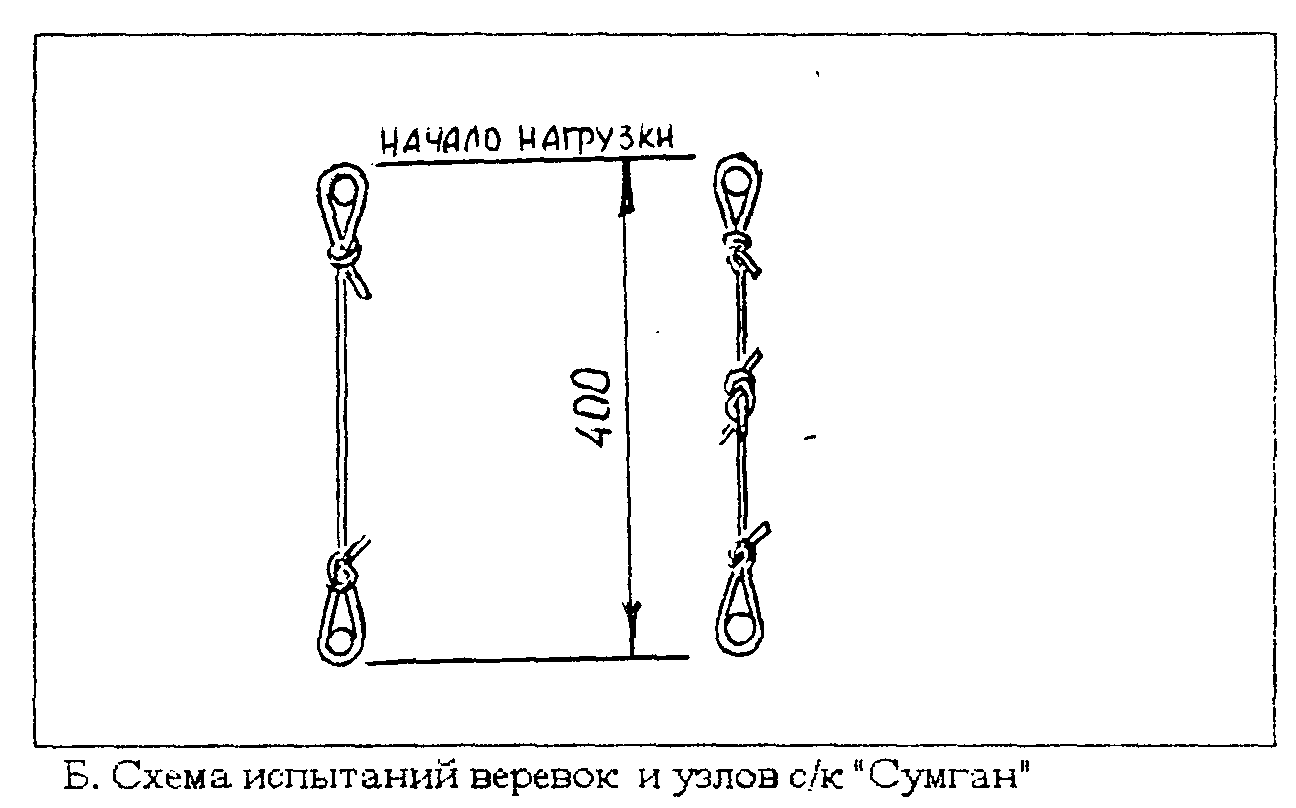 НАЧАЛО НАГРУЗКИ
400
Б. Схема испытаний веревок и узлов с/к "Сумган"